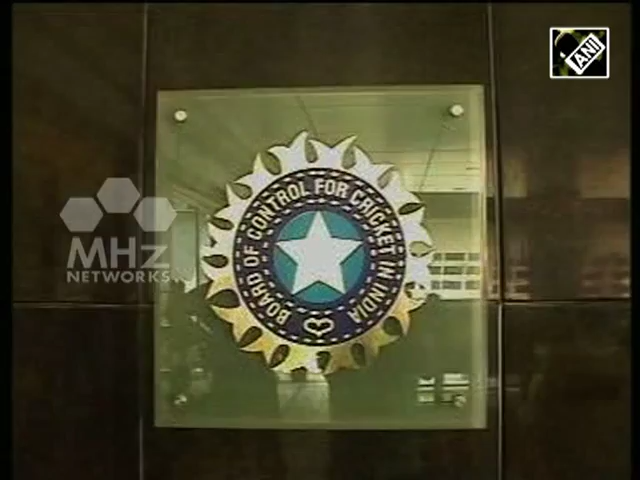 ANI
BOARD OF CONTROL FOR CRICKET IN INDIA
MHz
NETWORKS